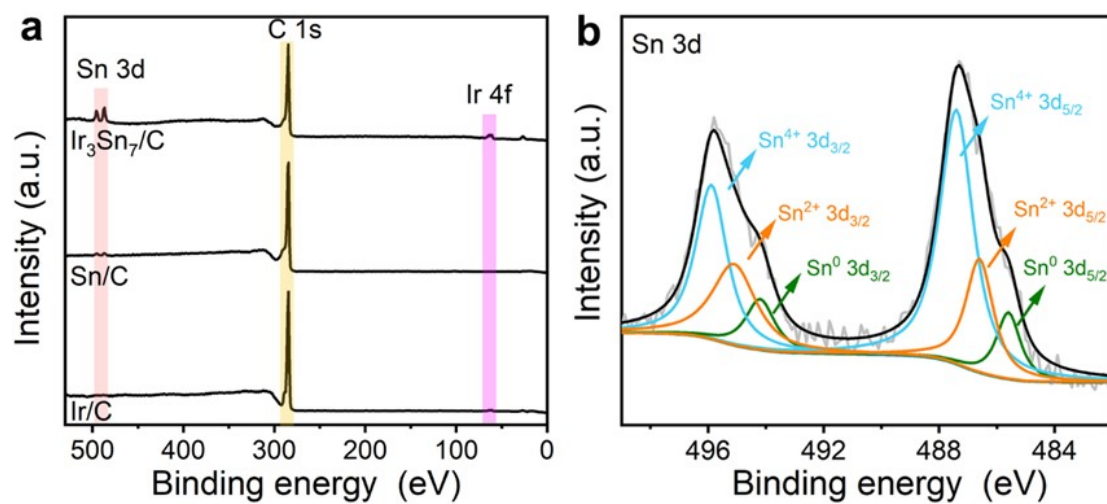 a
C 1s
Sn 3d
Ir 4f
Ir₃Sn₇/C
Sn/C
Ir/C
Intensity (a.u.)
500 400 300 200 100 0
Binding energy (eV)
b
Sn 3d
Sn⁴⁺ 3d₅/₂
Sn⁴⁺ 3d₃/₂
Sn²⁺ 3d₃/₂
Sn²⁺ 3d₅/₂
Sn⁰ 3d₃/₂
Sn⁰ 3d₅/₂
Intensity (a.u.)
496 492 488 484
Binding energy (eV)